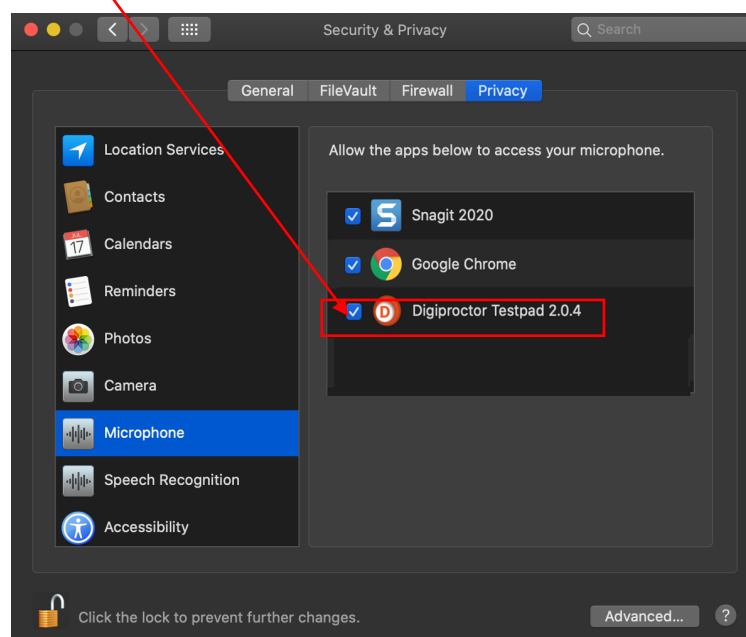 Security & Privacy
Search
General
FileVault
Firewall
Privacy
Location Services
Contacts
JUL
17
Calendars
Reminders
Photos
Camera
Microphone
Speech Recognition
Accessibility
Allow the apps below to access your microphone.
S
Snagit 2020
Google Chrome
D
Digiproctor Testpad 2.0.4
Click the lock to prevent further changes.
Advanced...
?